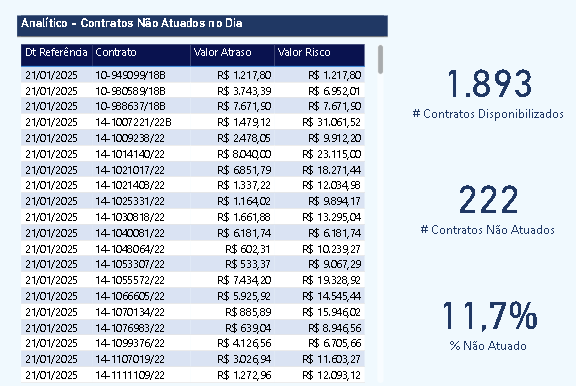 Analítico - Contratos Não Atuados no Dia
Dt Referência Contrato Valor Atraso Valor Risco
21/01/2025 10-949099/18B R$ 1.217,80 R$ 1.217,80
21/01/2025 10-980589/18B R$ 3.743,39 R$ 6.952,01
21/01/2025 10-988637/18B R$ 7.671,90 R$ 7.671,90
21/01/2025 14-1007221/22B R$ 1.479,12 R$ 31.061,52
21/01/2025 14-1009238/22 R$ 2.478,05 R$ 9.912,20
21/01/2025 14-1014140/22 R$ 8.040,00 R$ 23.115,00
21/01/2025 14-1021017/22 R$ 6.851,79 R$ 18.271,44
21/01/2025 14-1021403/22 R$ 1.337,22 R$ 12.034,98
21/01/2025 14-1025331/22 R$ 1.164,02 R$ 9.894,17
21/01/2025 14-1030818/22 R$ 1.661,88 R$ 13.295,04
21/01/2025 14-1040081/22 R$ 6.181,74 R$ 6.181,74
21/01/2025 14-1048064/22 R$ 602,31 R$ 10.239,27
21/01/2025 14-1053307/22 R$ 533,37 R$ 9.067,29
21/01/2025 14-1055572/22 R$ 7.434,20 R$ 19.328,92
21/01/2025 14-1066605/22 R$ 5.925,92 R$ 14.545,44
21/01/2025 14-1070134/22 R$ 885,89 R$ 15.946,02
21/01/2025 14-1076983/22 R$ 639,04 R$ 8.946,56
21/01/2025 14-1099376/22 R$ 4.126,56 R$ 6.705,66
21/01/2025 14-1107019/22 R$ 3.026,94 R$ 11.603,27
21/01/2025 14-1111109/22 R$ 1.272,96 R$ 12.093,12
1.893
# Contratos Disponibilizados
222
# Contratos Não Atuados
11,7%
% Não Atuado